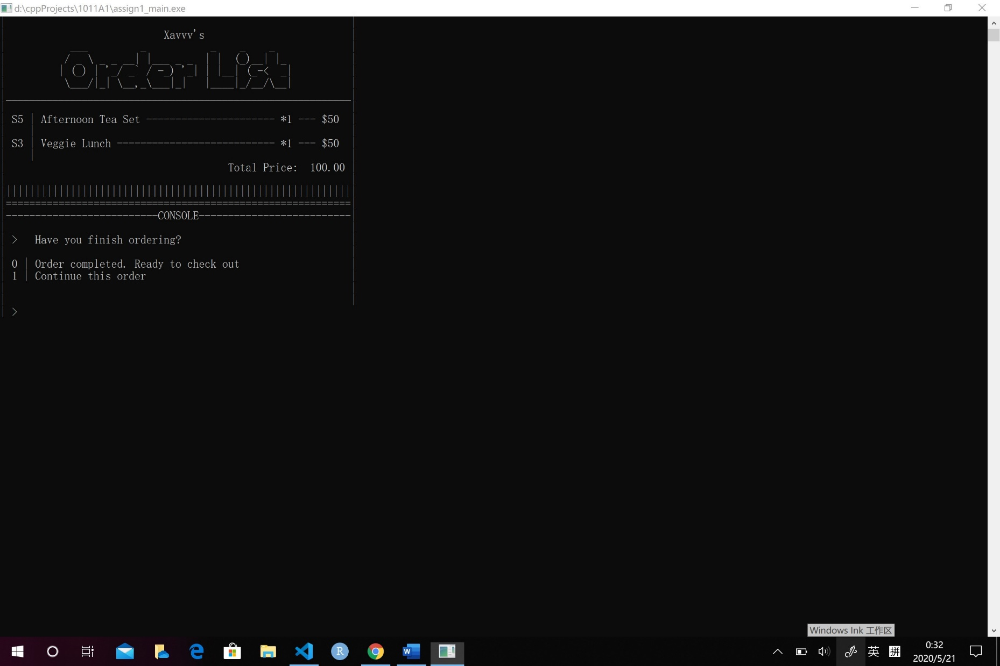 d:\cppProjects\1011A1\assign1_main.exe
Xavvv's
Order List
S5 | Afternoon Tea Set ---------------------- *1 --- $50
S3 | Veggie Lunch --------------------------- *1 --- $50
Total Price:  100.00
--------------------------CONSOLE--------------------------
>   Have you finish ordering?
0 | Order completed. Ready to check out
1 | Continue this order
>
Windows Ink 工作区
英 拼
0:32
2020/5/21